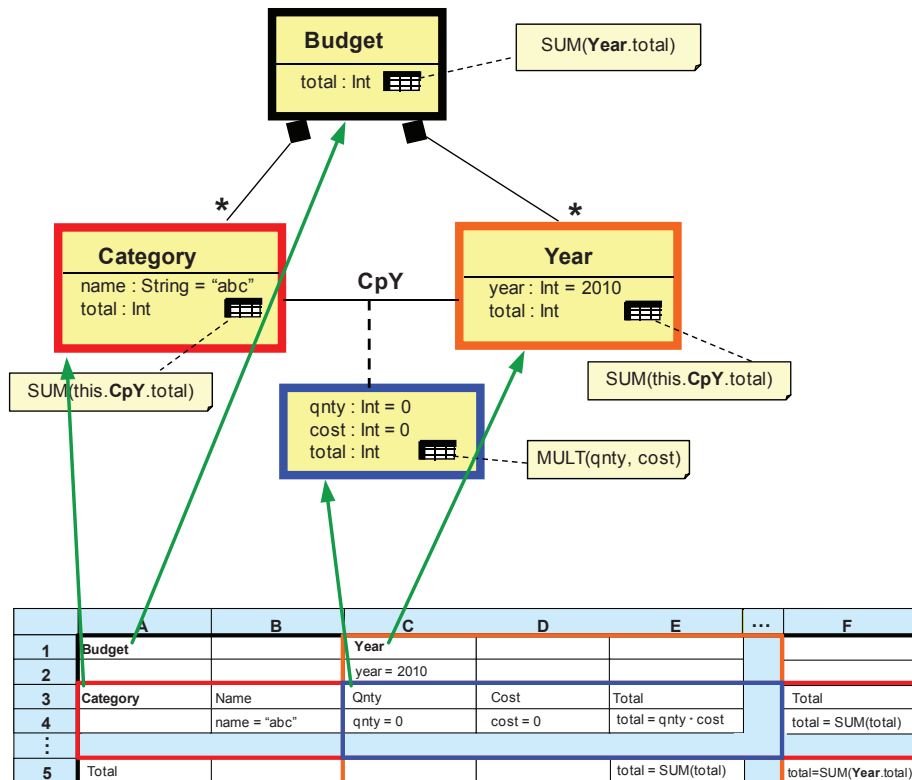 Budget
total : Int
SUM(Year.total)
*
*
Category
name : String = “abc”
total : Int
CpY
Year
year : Int = 2010
total : Int
SUM(this.CpY.total)
SUM(this.CpY.total)
qnty : Int = 0
cost : Int = 0
total : Int
MULT(qnty, cost)
A B C D E ... F
1 Budget Year
2 year = 2010
3 Category Name Qnty Cost Total Total
4 name = “abc” qnty = 0 cost = 0 total = qnty · cost total = SUM(total)
⋮
5 Total total = SUM(total) total=SUM(Year.total)